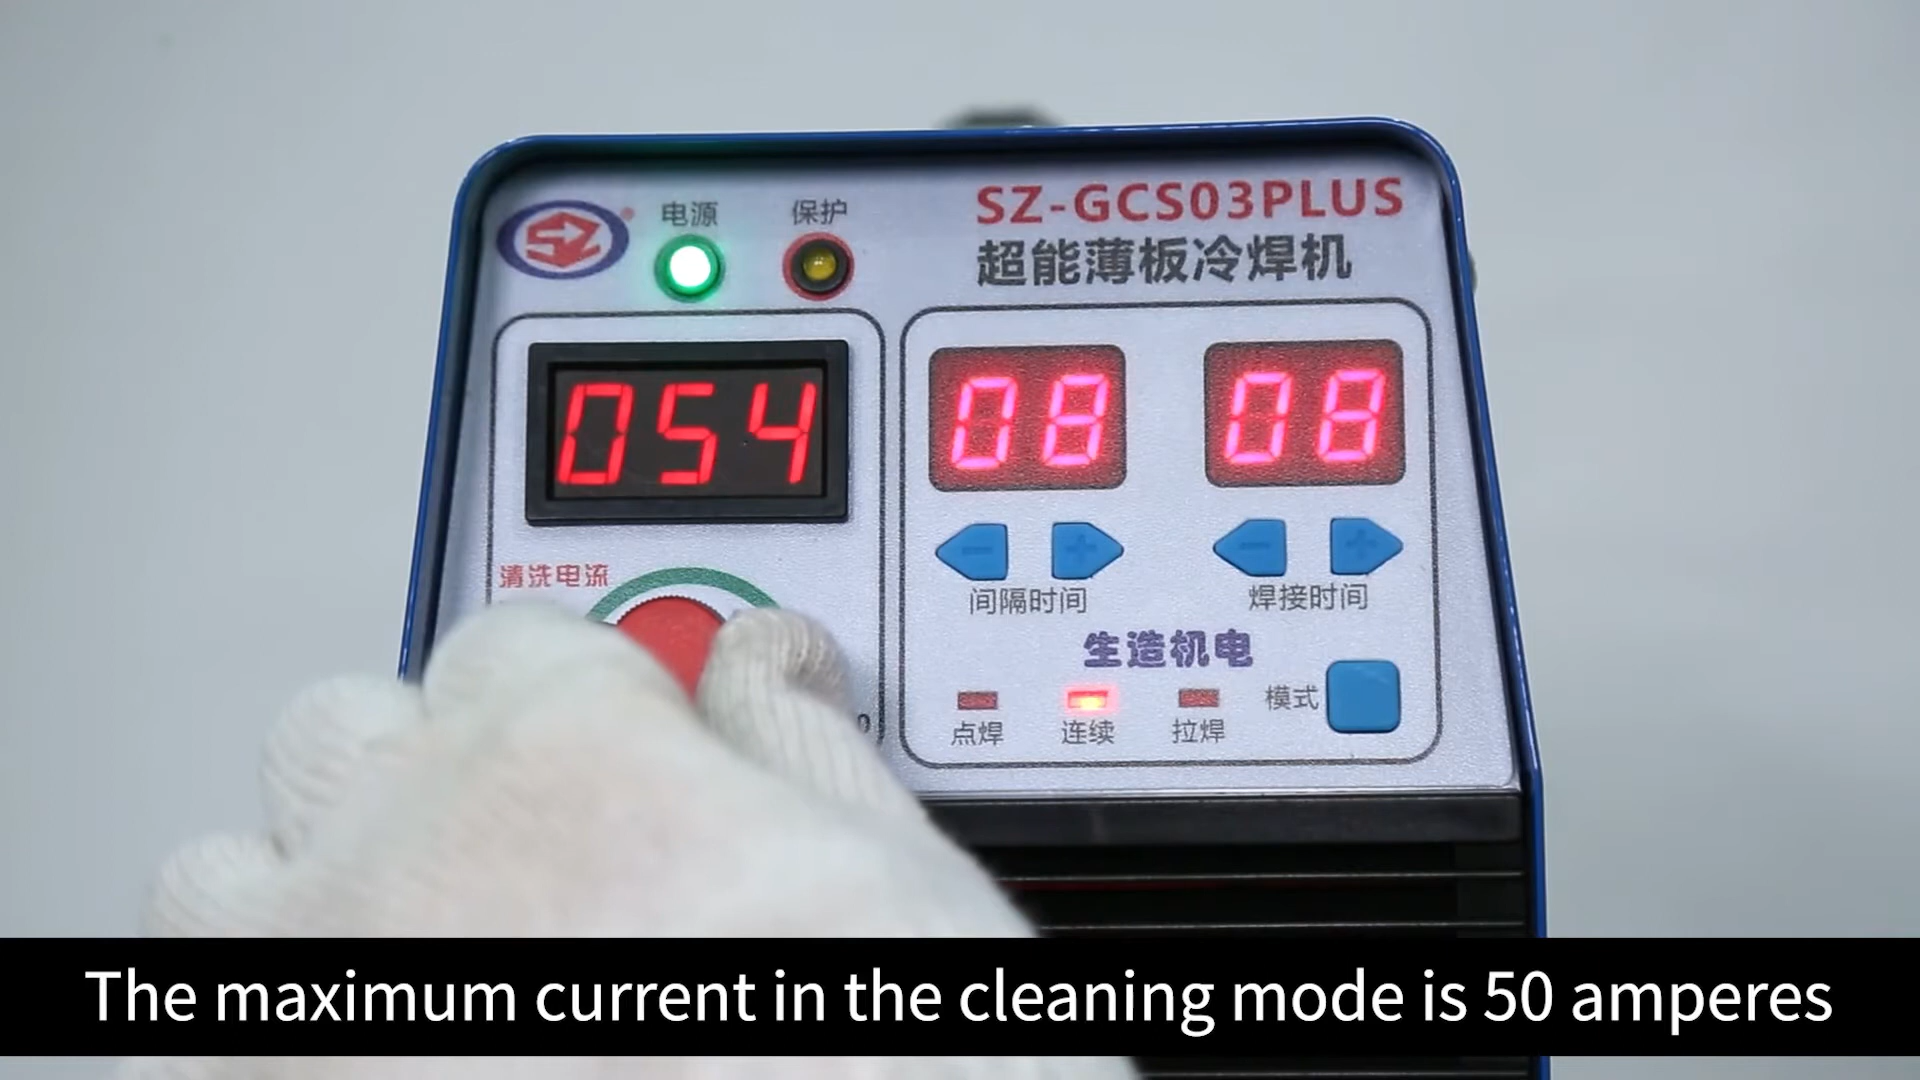 SZ
电源
保护
SZ-GCS03PLUS
超能薄板冷焊机
054
08
08
清洗电流
间隔时间
焊接时间
生造机电
点焊
连续
拉焊
模式
The maximum current in the cleaning mode is 50 amperes